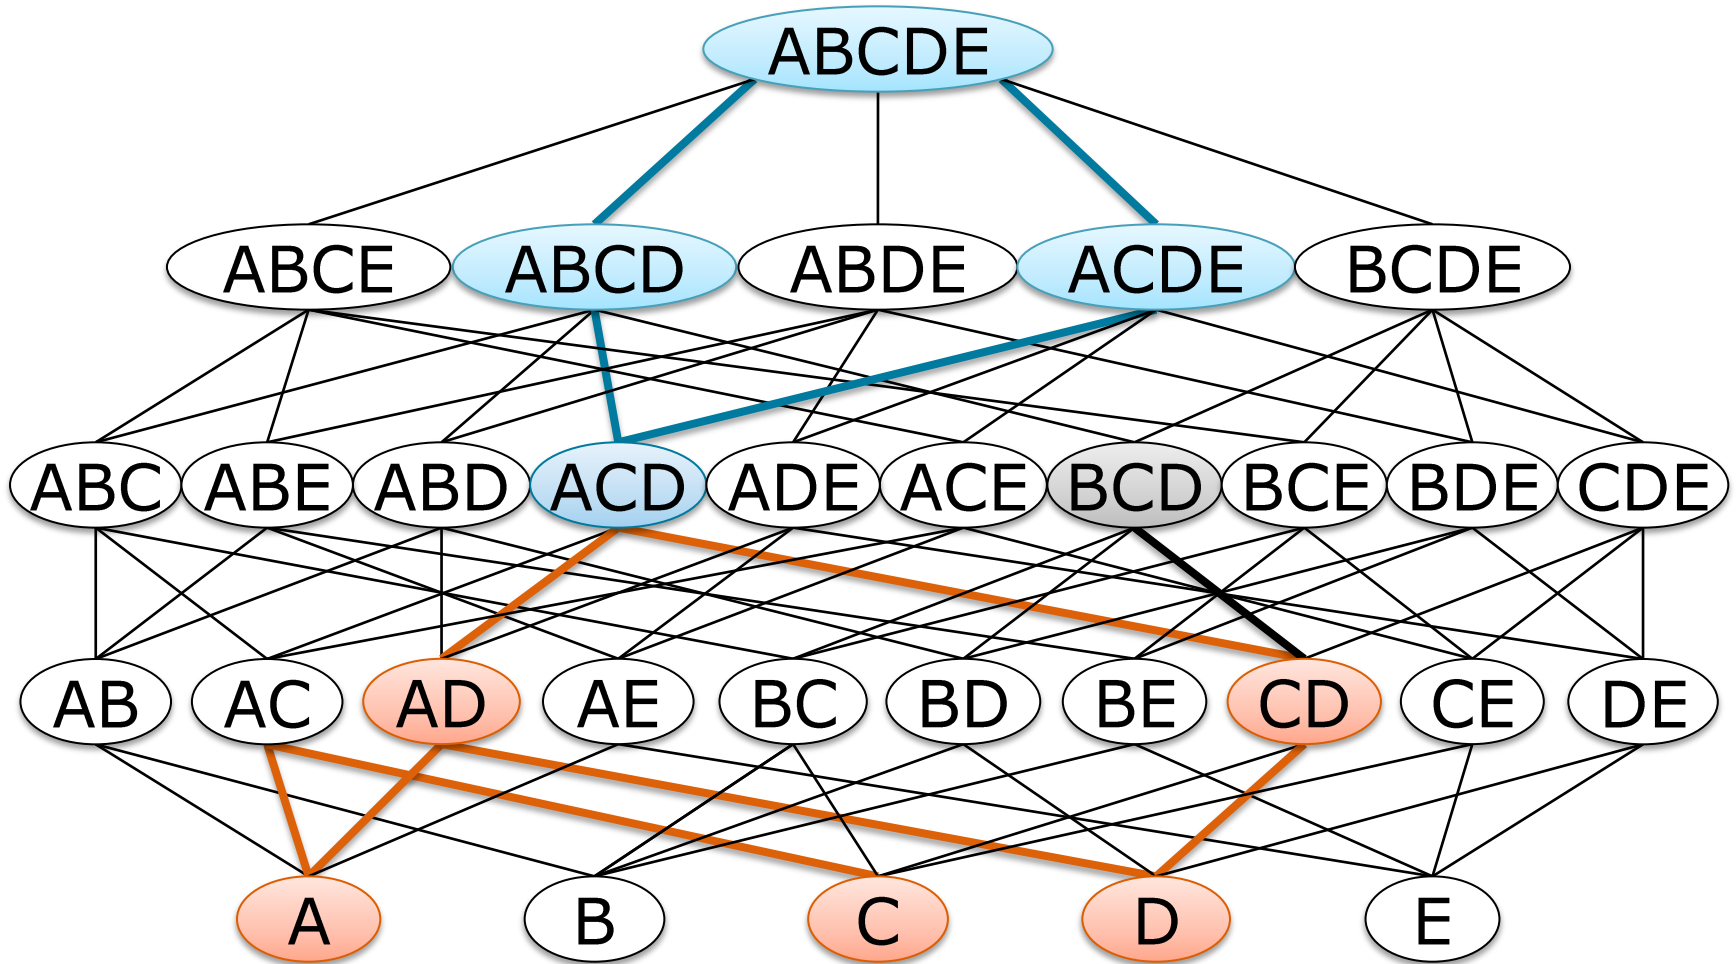 ABCDE
ABCE ABCD ABDE ACDE BCDE
ABC ABE ABD ACD ADE ACE BCD BCE BDE CDE
AB AC AD AE BC BD BE CD CE DE
A B C D E